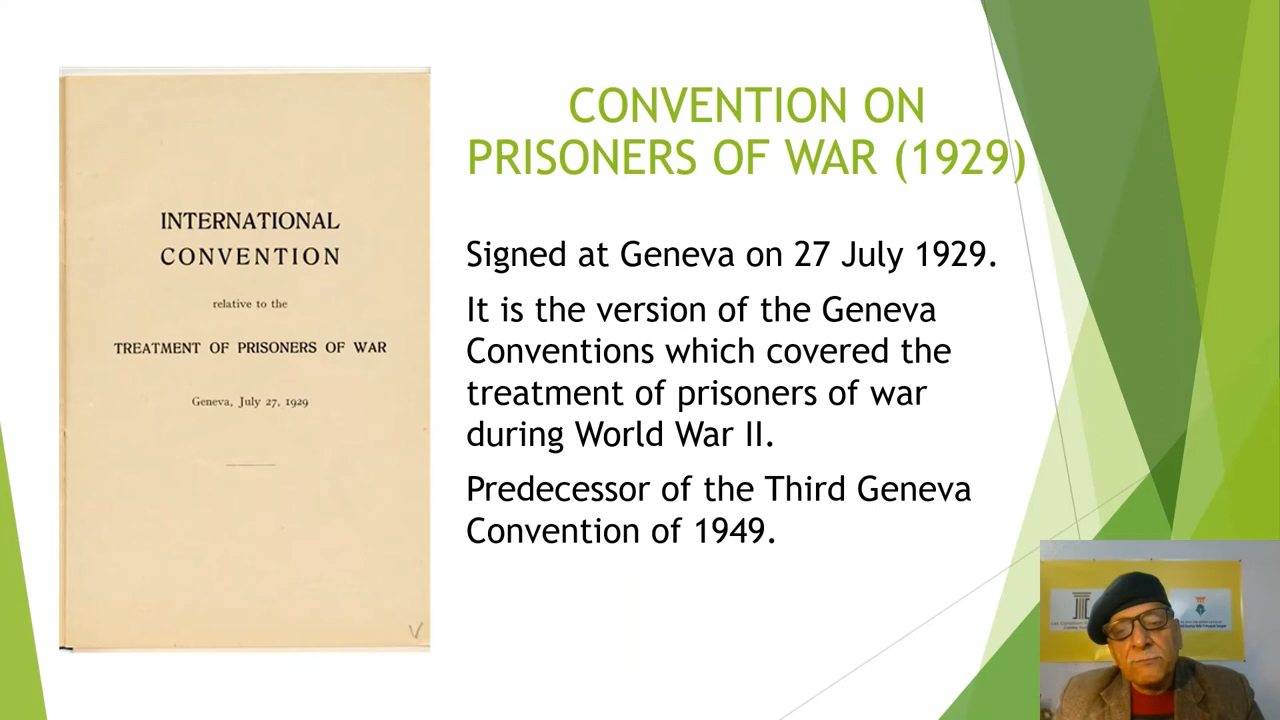 INTERNATIONAL
CONVENTION
relative to the
TREATMENT OF PRISONERS OF WAR
Geneva, July 27, 1929
CONVENTION ON
PRISONERS OF WAR (1929)
Signed at Geneva on 27 July 1929.
It is the version of the Geneva
Conventions which covered the
treatment of prisoners of war
during World War II.
Predecessor of the Third Geneva
Convention of 1949.